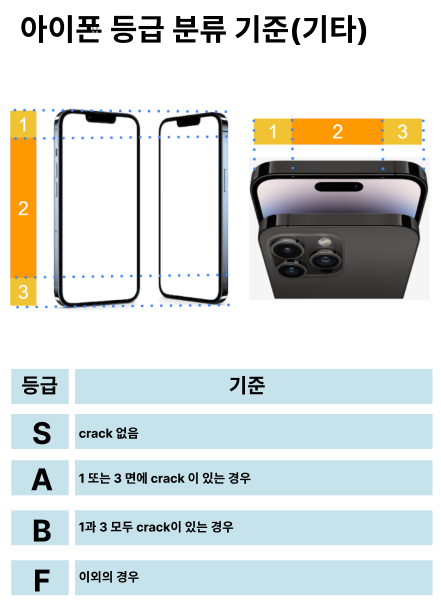 아이폰 등급 분류 기준(기타)
1
2
3
1 2 3
등급 기준
S crack 없음
A 1 또는 3 면에 crack 이 있는 경우
B 1과 3 모두 crack이 있는 경우
F 이외의 경우